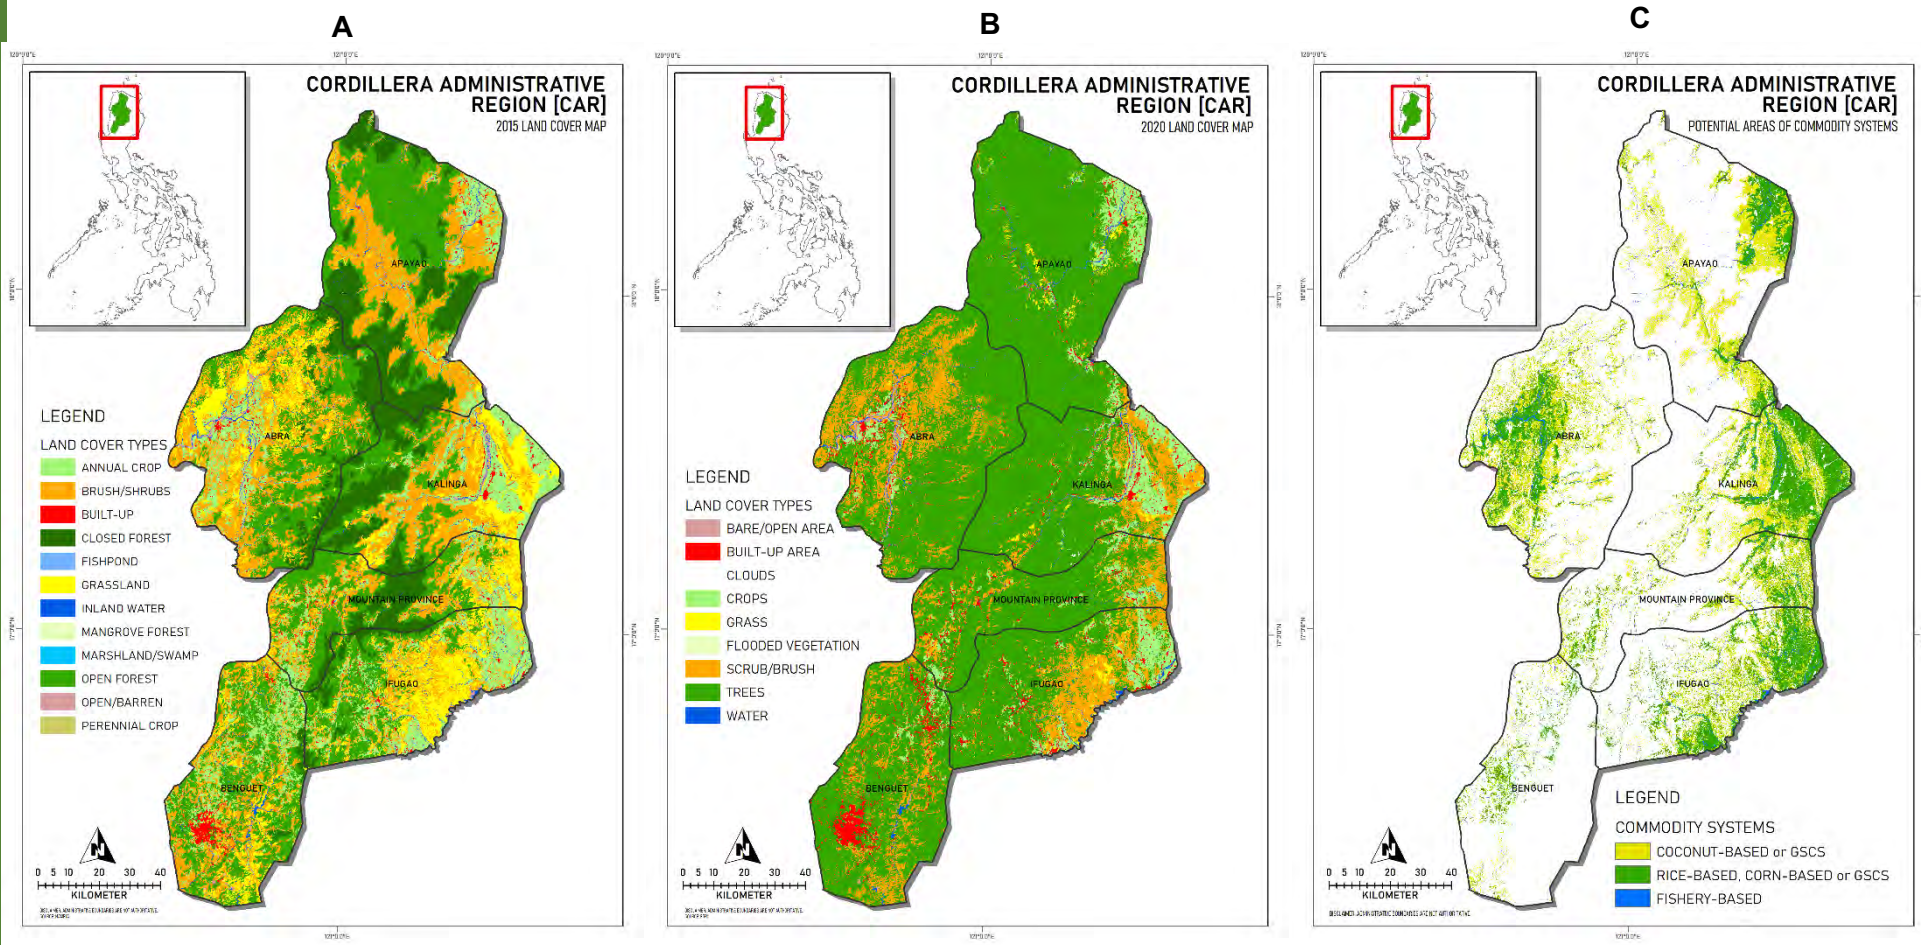 A
CORDILLERA ADMINISTRATIVE
REGION [CAR]
2015 LAND COVER MAP
APAYAO
ABRA
KALINGA
MOUNTAIN PROVINCE
IFUGAO
BENGUET
LEGEND
LAND COVER TYPES
ANNUAL CROP
BRUSH/SHRUBS
BUILT-UP
CLOSED FOREST
FISHPOND
GRASSLAND
INLAND WATER
MANGROVE FOREST
MARSHLAND/SWAMP
OPEN FOREST
OPEN/BARREN
PERENNIAL CROP
N
0 5 10 20 30 40
KILOMETER
B
CORDILLERA ADMINISTRATIVE
REGION [CAR]
2020 LAND COVER MAP
APAYAO
ABRA
KALINGA
MOUNTAIN PROVINCE
IFUGAO
BENGUET
LEGEND
LAND COVER TYPES
BARE/OPEN AREA
BUILT-UP AREA
CLOUDS
CROPS
GRASS
FLOODED VEGETATION
SCRUB/BRUSH
TREES
WATER
N
0 5 10 20 30 40
KILOMETER
C
CORDILLERA ADMINISTRATIVE
REGION [CAR]
POTENTIAL AREAS OF COMMODITY SYSTEMS
APAYAO
ABRA
KALINGA
MOUNTAIN PROVINCE
IFUGAO
BENGUET
LEGEND
COMMODITY SYSTEMS
COCONUT-BASED or GSCS
RICE-BASED, CORN-BASED or GSCS
FISHERY-BASED
N
0 5 10 20 30 40
KILOMETER
DISCLAIMER: ADMINISTRATIVE BOUNDARIES ARE NOT AUTHORITATIVE